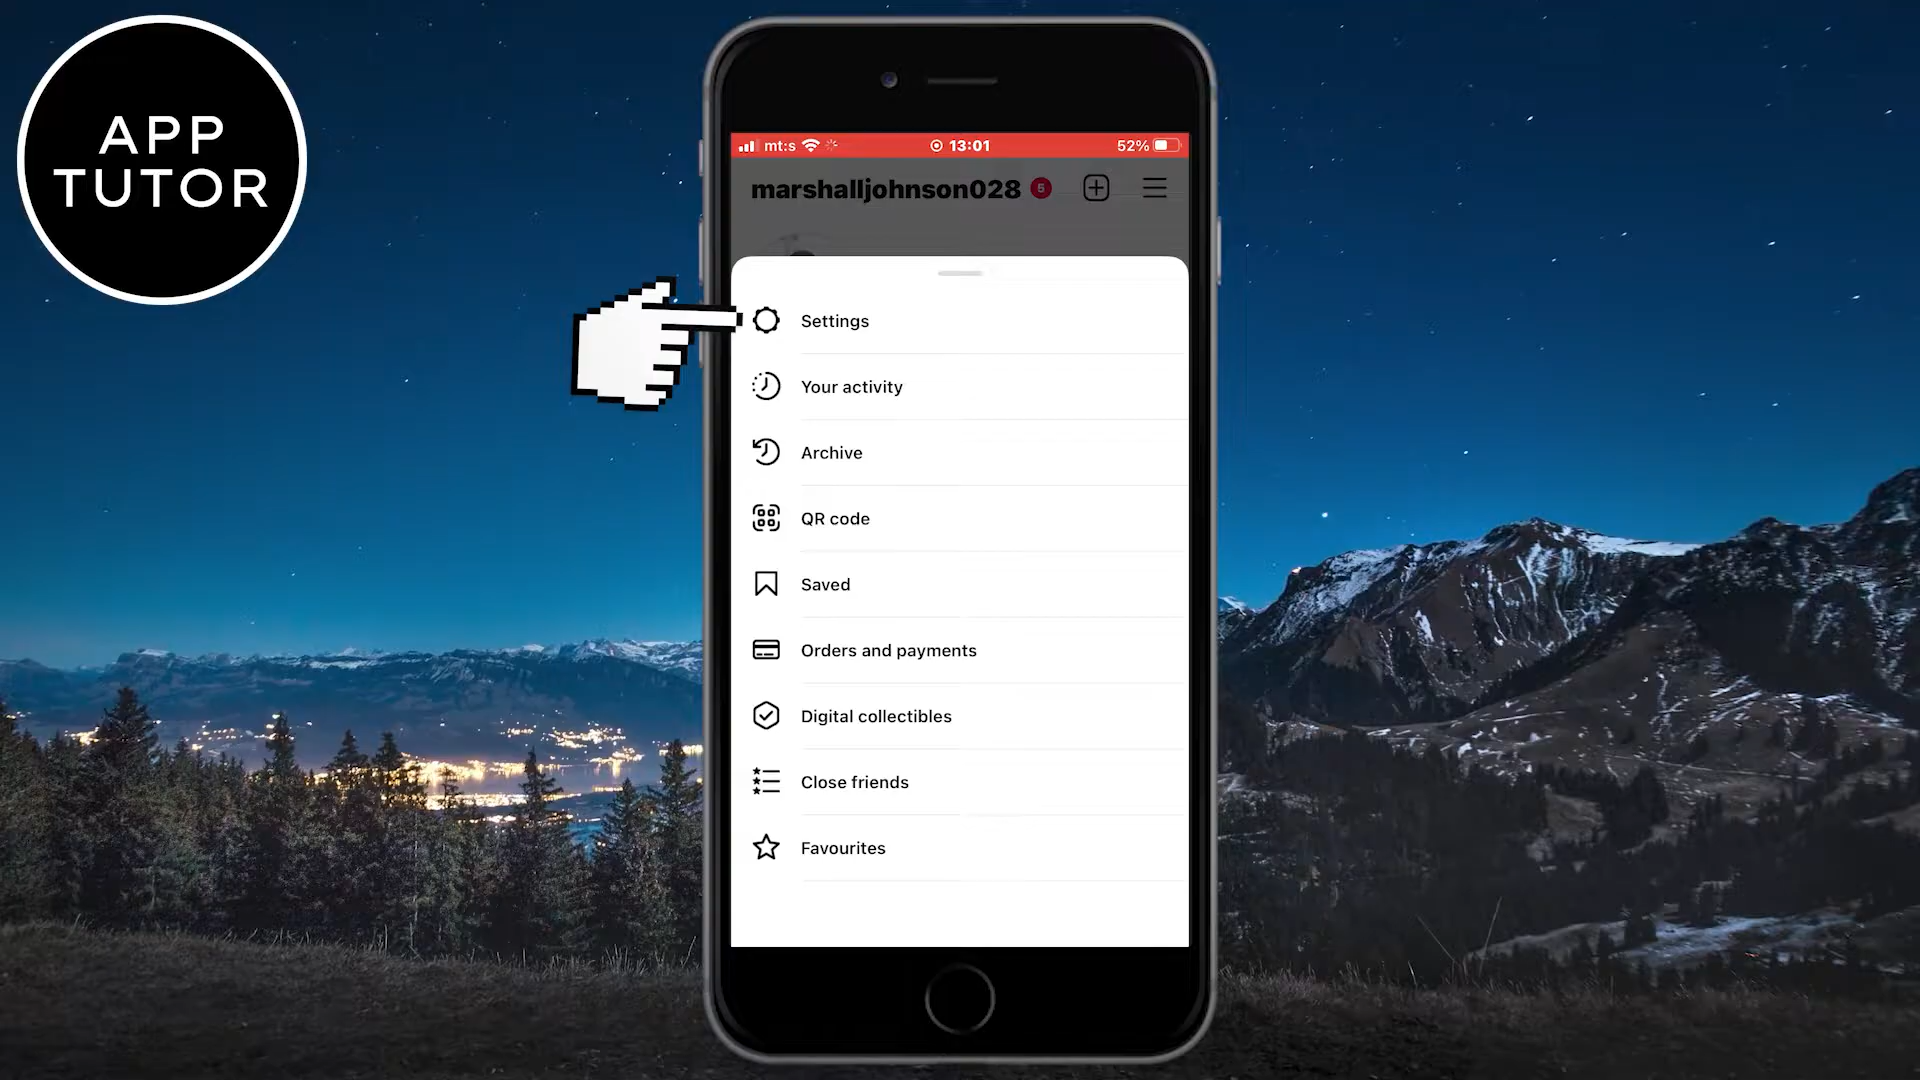 APP
TUTOR
mt:s 13:01 52%
marshalljohnson028 5
Settings
Your activity
Archive
QR code
Saved
Orders and payments
Digital collectibles
Close friends
Favourites